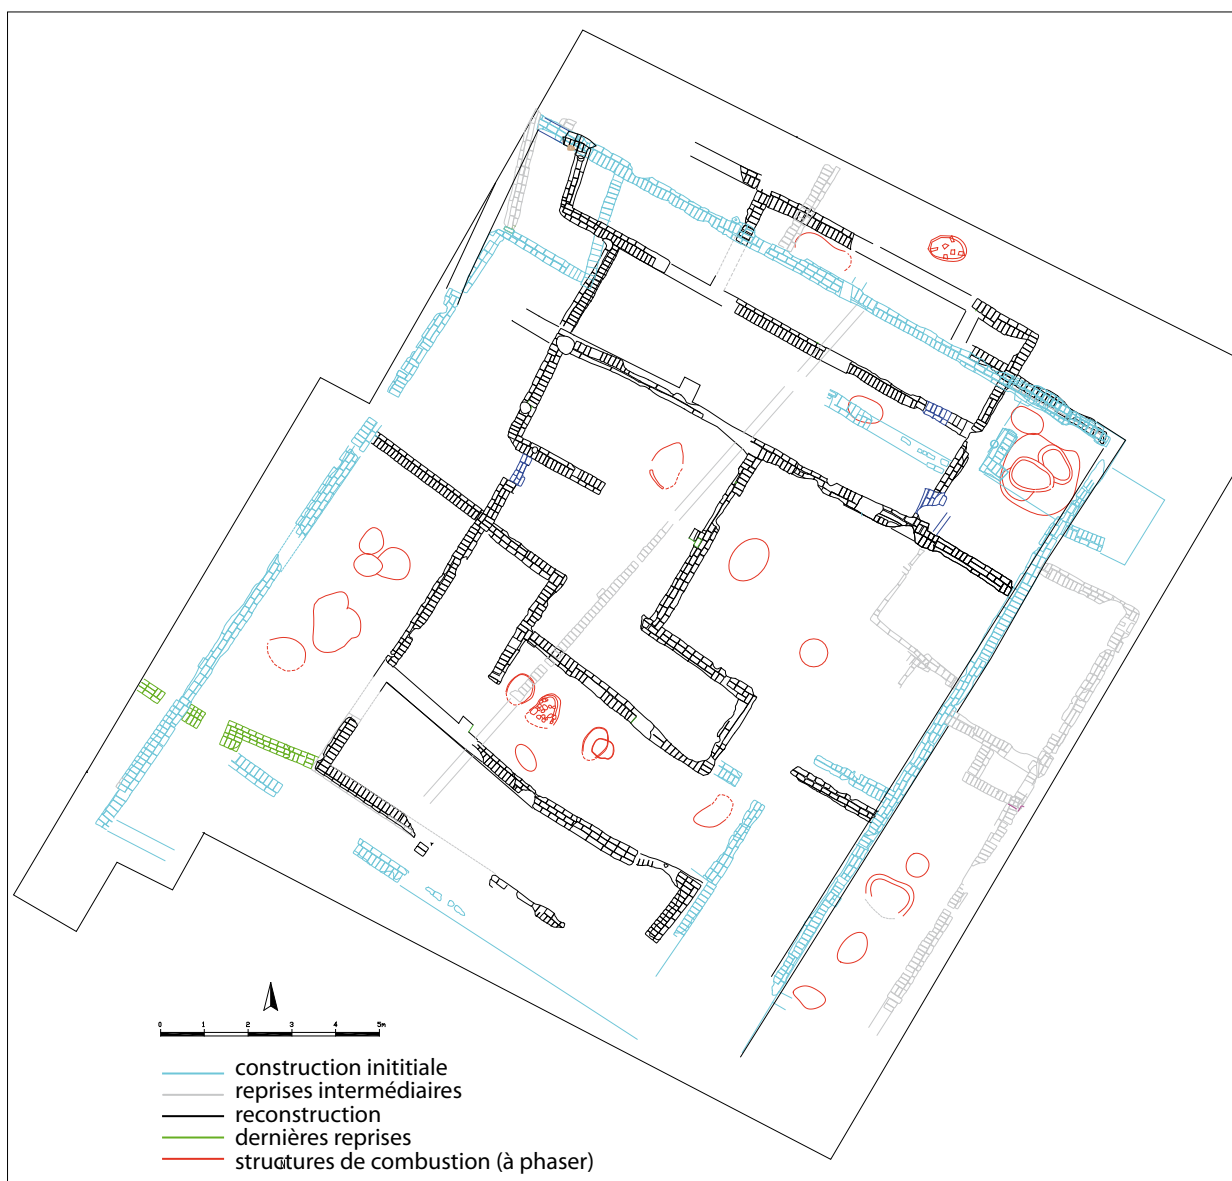 0 1 2 3 4 5m
construction inititiale
reprises intermédiaires
reconstruction
dernières reprises
structures de combustion (à phaser)